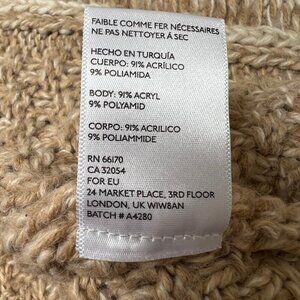 FAIBLE COMME FER NÉCESSAIRES
NE PAS NETTOYER Á SEC
HECHO EN TURQUÍA
CUERPO: 91% ACRÍLICO
9% POLIAMIDA
BODY: 91% ACRYL
9% POLYAMID
CORPO: 91% ACRILICO
9% POLIAMMIDE
RN 66170
CA 32054
FOR EU
24 MARKET PLACE, 3RD FLOOR
LONDON, UK W1W8AN
BATCH # A4280